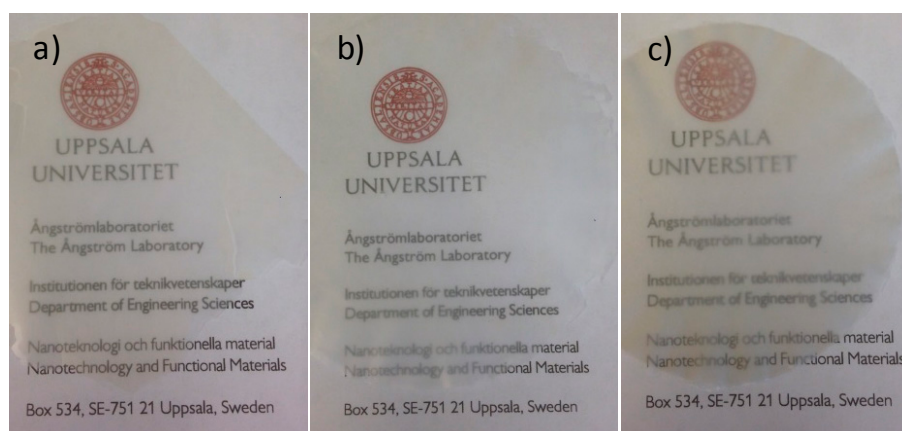 a)
UPPSALA
UNIVERSITET
Ångströmlaboratoriet
The Ångström Laboratory
Institutionen för teknikvetenskaper
Department of Engineering Sciences
Nanoteknologi och funktionella material
Nanotechnology and Functional Materials
Box 534, SE-751 21 Uppsala, Sweden
b)
UPPSALA
UNIVERSITET
Ångströmlaboratoriet
The Ångström Laboratory
Institutionen för teknikvetenskaper
Department of Engineering Sciences
Nanoteknologi och funktionella material
Nanotechnology and Functional Materials
Box 534, SE-751 21 Uppsala, Sweden
c)
UPPSALA
UNIVERSITET
Ångströmlaboratoriet
The Ångström Laboratory
Institutionen för teknikvetenskaper
Department of Engineering Sciences
Nanoteknologi och funktionella material
Nanotechnology and Functional Materials
Box 534, SE-751 21 Uppsala, Sweden